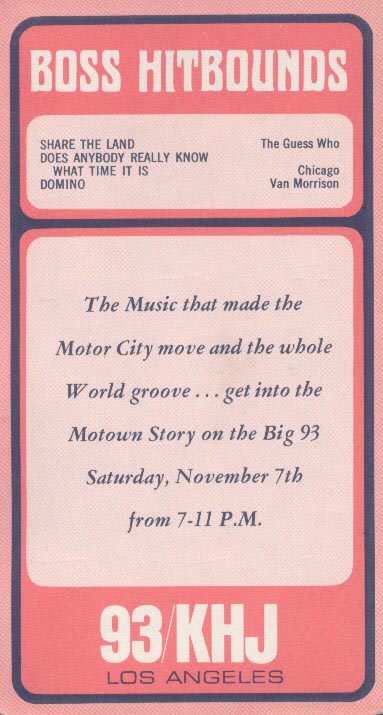 BOSS HITBOUNDS
SHARE THE LAND The Guess Who
DOES ANYBODY REALLY KNOW
WHAT TIME IT IS Chicago
DOMINO Van Morrison
The Music that made the
Motor City move and the whole
World groove . . . get into the
Motown Story on the Big 93
Saturday, November 7th
from 7-11 P.M.
93/KHJ
LOS ANGELES